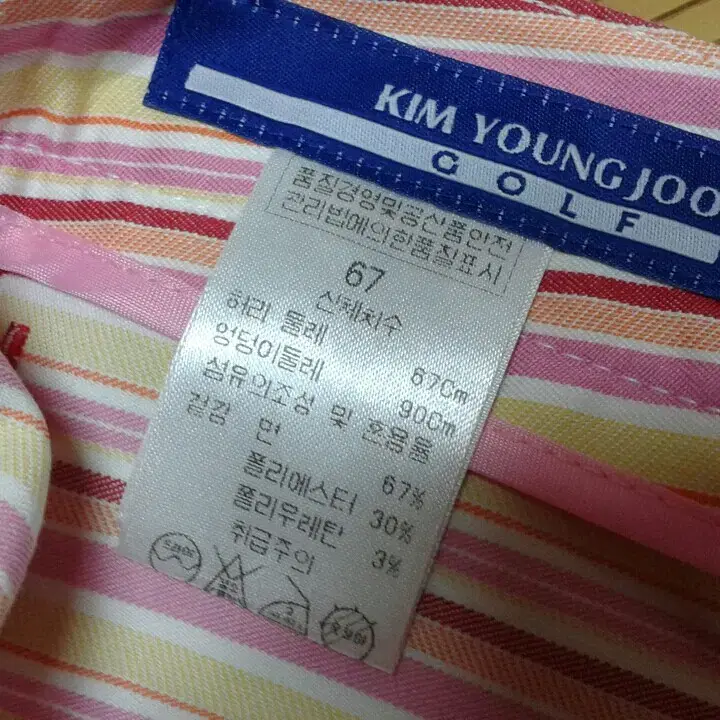 KIM YOUNG JOO
GOLF
품질경영및공산품안전
관리법에의한품질표시
67
신체치수
허리 둘레 67Cm
엉덩이둘레 90Cm
섬유의조성 및 혼용율
겉감 면 67%
폴리에스터 30%
폴리우레탄 3%
취급주의